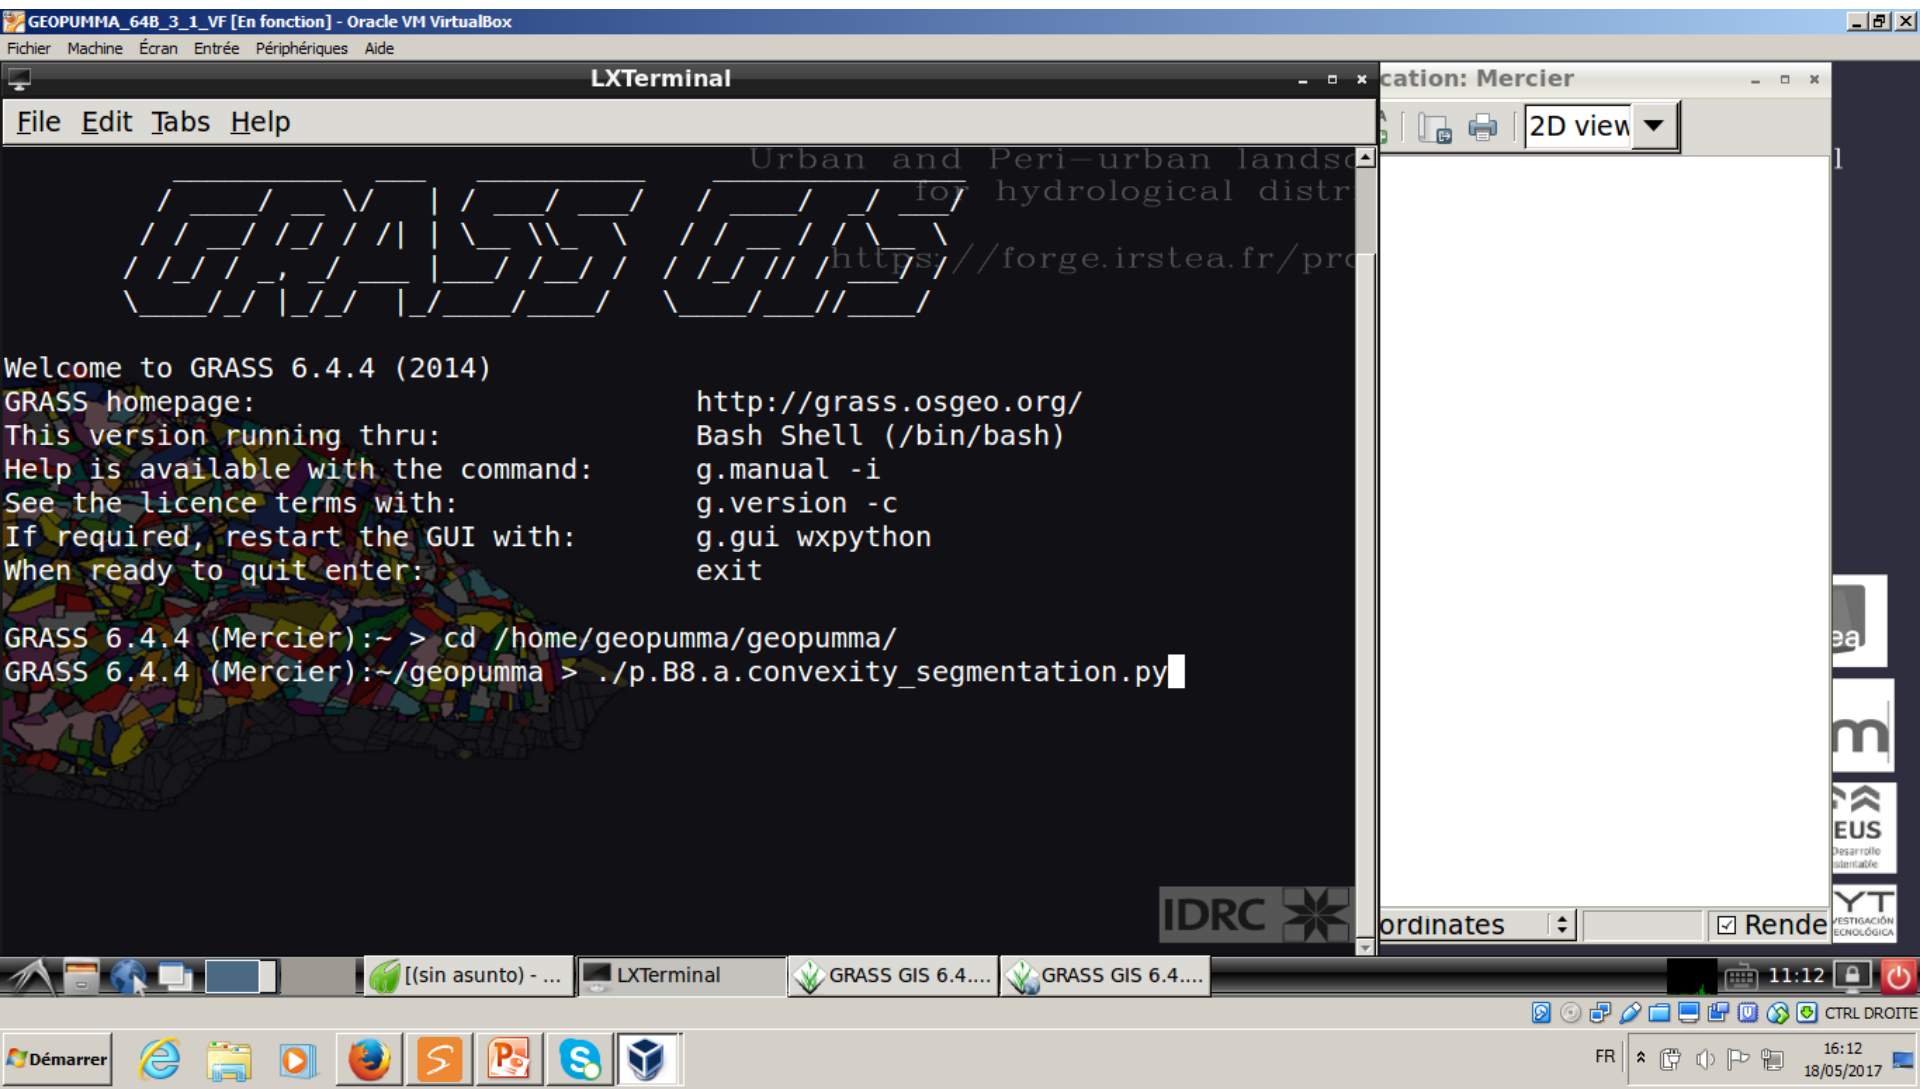 GEOPUMMA_64B_3_1_VF [En fonction] - Oracle VM VirtualBox
Fichier Machine Écran Entrée Périphériques Aide
LXTerminal
cation: Mercier
File Edit Tabs Help
2D view
Urban and Peri-urban landsc
for hydrological distr
https://forge.irstea.fr/pro
GRASS GIS
Welcome to GRASS 6.4.4 (2014)
GRASS homepage: http://grass.osgeo.org/
This version running thru: Bash Shell (/bin/bash)
Help is available with the command: g.manual -i
See the licence terms with: g.version -c
If required, restart the GUI with: g.gui wxpython
When ready to quit enter: exit
GRASS 6.4.4 (Mercier):~ > cd /home/geopumma/geopumma/
GRASS 6.4.4 (Mercier):~/geopumma > ./p.B8.a.convexity_segmentation.py
l
ea
m
EUS
Desarrollo
IDRC
YT
ordinates
Rende
[(sin asunto) - ...
LXTerminal
GRASS GIS 6.4....
GRASS GIS 6.4....
11:12
CTRL DROITE
Démarrer
FR
16:12
18/05/2017